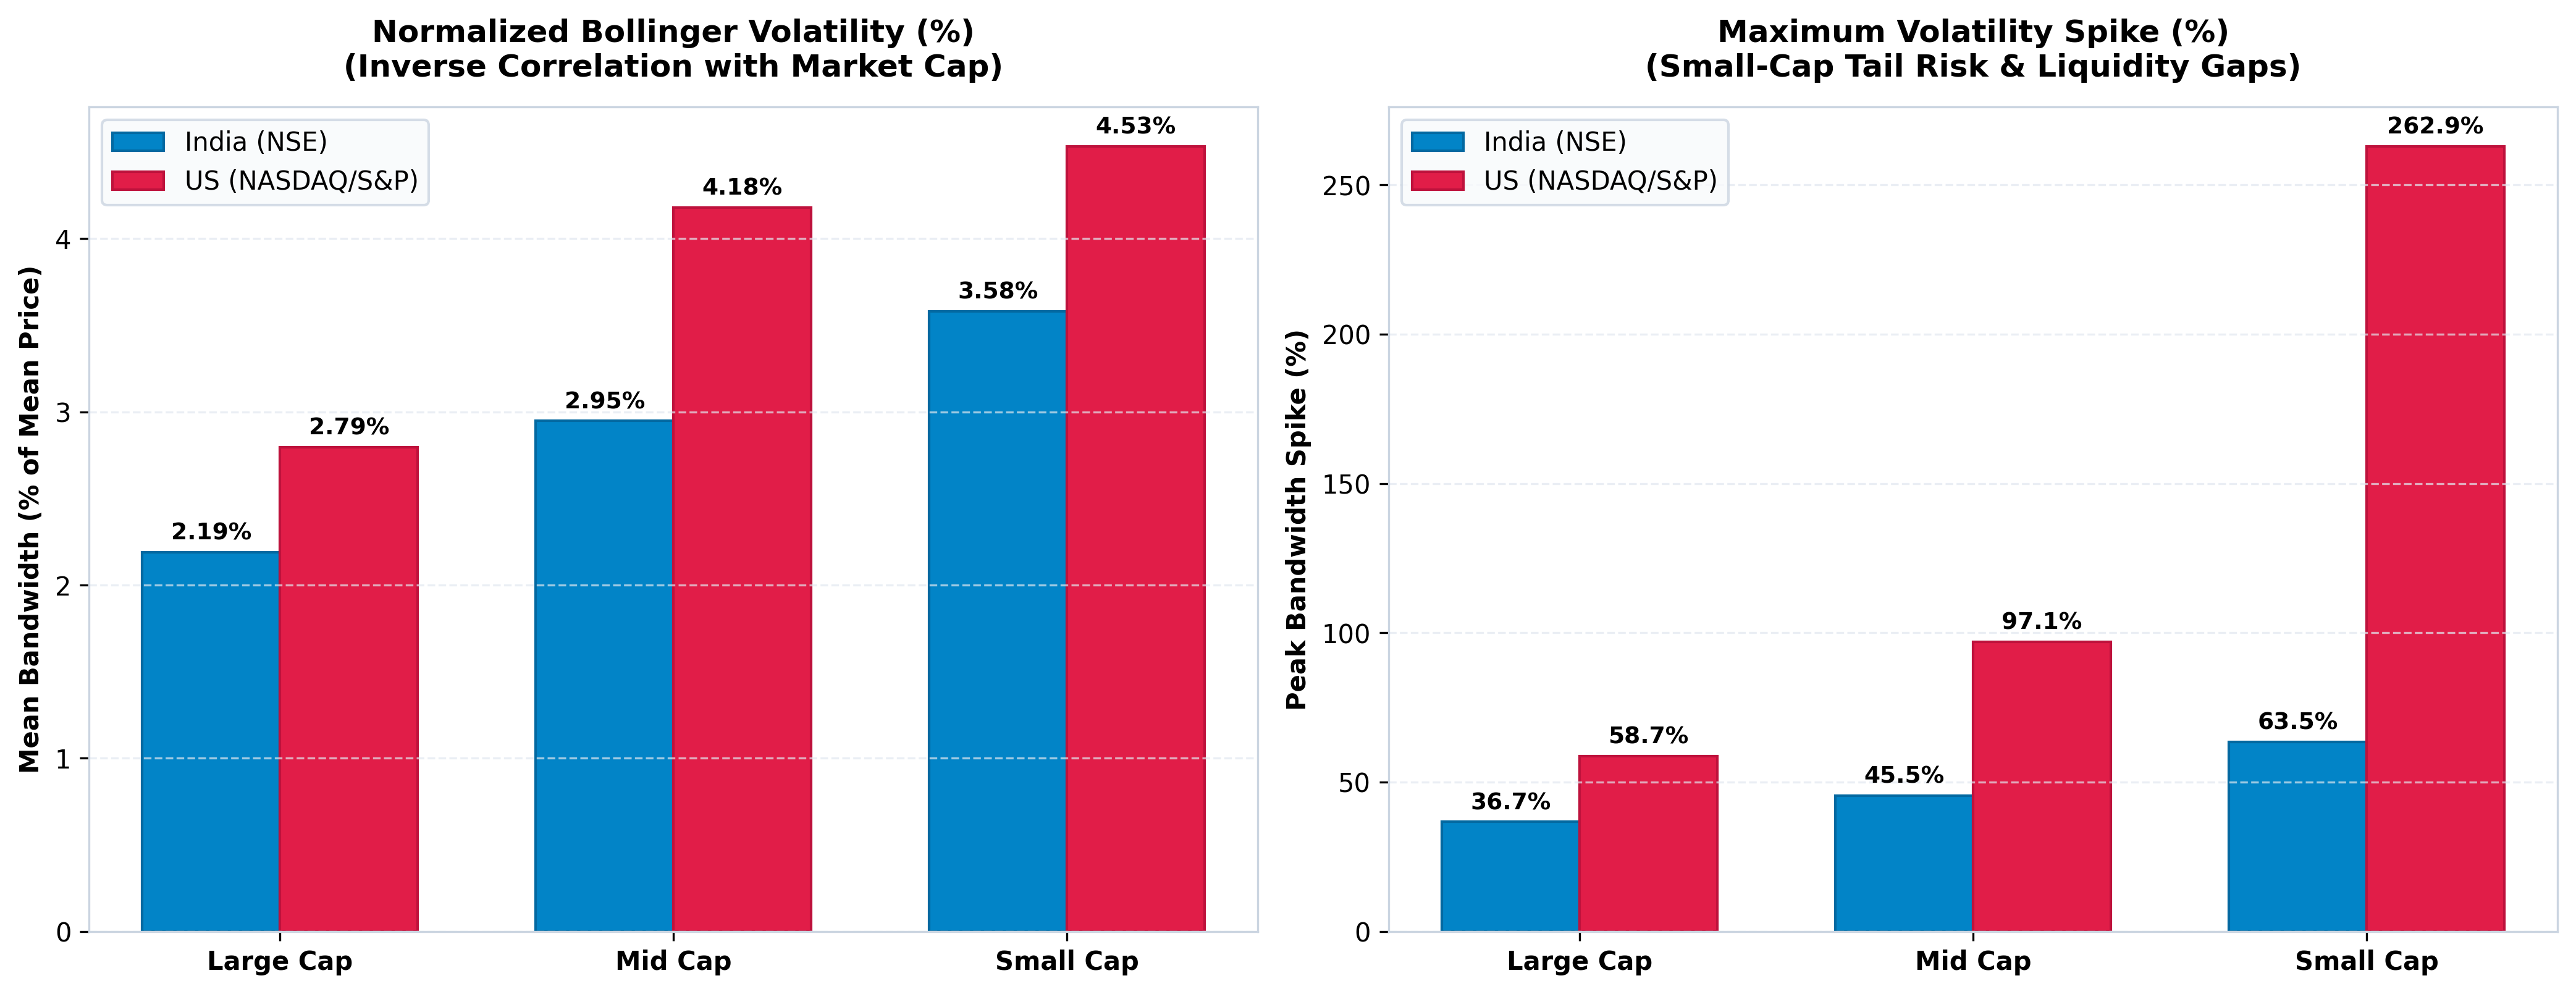 Normalized Bollinger Volatility (%)
(Inverse Correlation with Market Cap)
Mean Bandwidth (% of Mean Price)
India (NSE)
US (NASDAQ/S&P)
4
3
2
1
0
2.19%
2.79%
2.95%
4.18%
3.58%
4.53%
Large Cap
Mid Cap
Small Cap
Maximum Volatility Spike (%)
(Small-Cap Tail Risk & Liquidity Gaps)
Peak Bandwidth Spike (%)
India (NSE)
US (NASDAQ/S&P)
250
200
150
100
50
0
36.7%
58.7%
45.5%
97.1%
63.5%
262.9%
Large Cap
Mid Cap
Small Cap